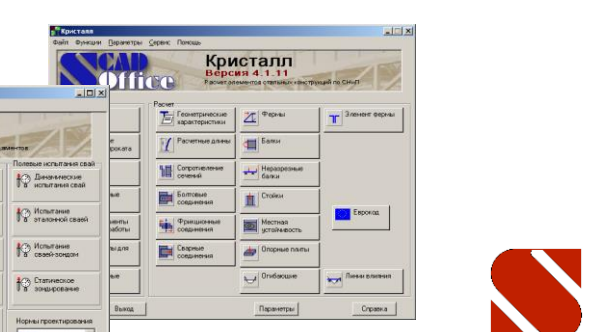 Кристалл
Файл Функции Параметры Сервис Помощь
SCAD
Office
Кристалл
Версия 4.1.11
Расчет элементов стальных конструкций по СНиП
Расчет
Геометрические
характеристики
Фермы
Элемент фермы
Расчетные длины
Балки
Сопротивление
сечений
Неразрезные
балки
Болтовые
соединения
Стойки
Еврокод
Фрикционные
соединения
Местная
устойчивость
Сварные
соединения
Опорные плиты
Огибающие
Линии влияния
Выход
Параметры
Справка
Полевые испытания свай
Динамические
испытания свай
Испытание
эталонной сваей
Испытание
сваей-зондом
Статическое
зондирование
Нормы проектирования